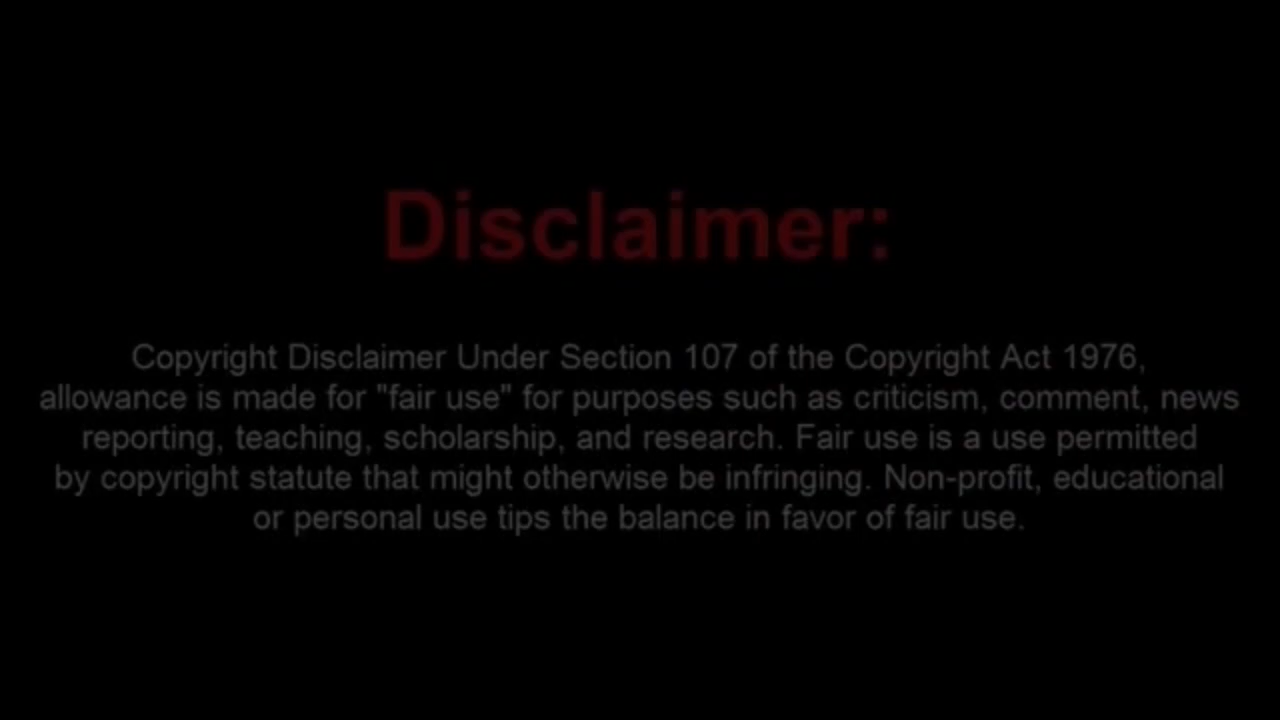 Disclaimer:
Copyright Disclaimer Under Section 107 of the Copyright Act 1976,
allowance is made for "fair use" for purposes such as criticism, comment, news
reporting, teaching, scholarship, and research. Fair use is a use permitted
by copyright statute that might otherwise be infringing. Non-profit, educational
or personal use tips the balance in favor of fair use.